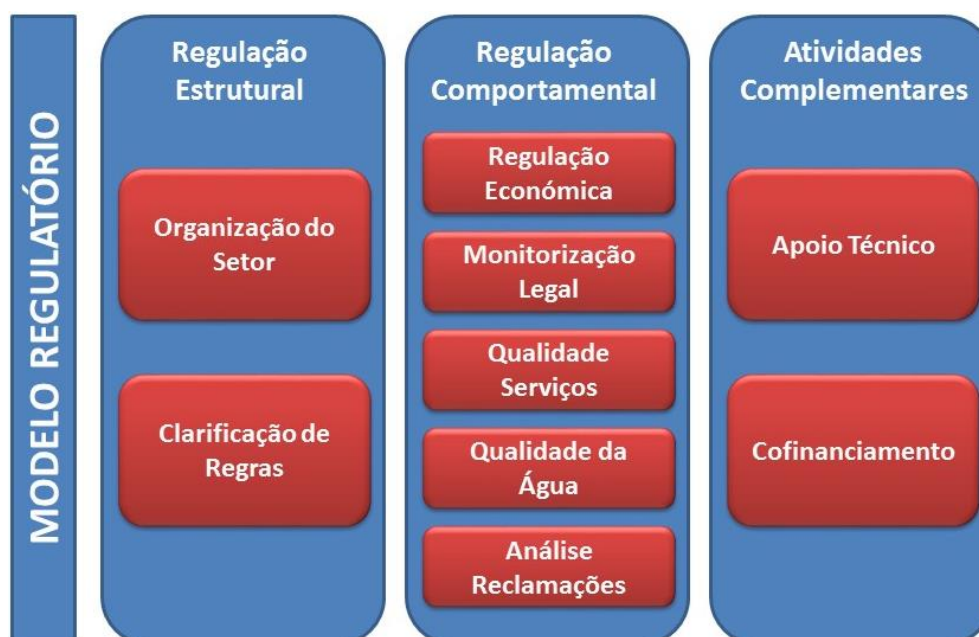 MODELO REGULATÓRIO
Regulação
Estrutural
Organização do
Setor
Clarificação de
Regras
Regulação
Comportamental
Regulação
Económica
Monitorização
Legal
Qualidade
Serviços
Qualidade da
Água
Análise
Reclamações
Atividades
Complementares
Apoio Técnico
Cofinanciamento